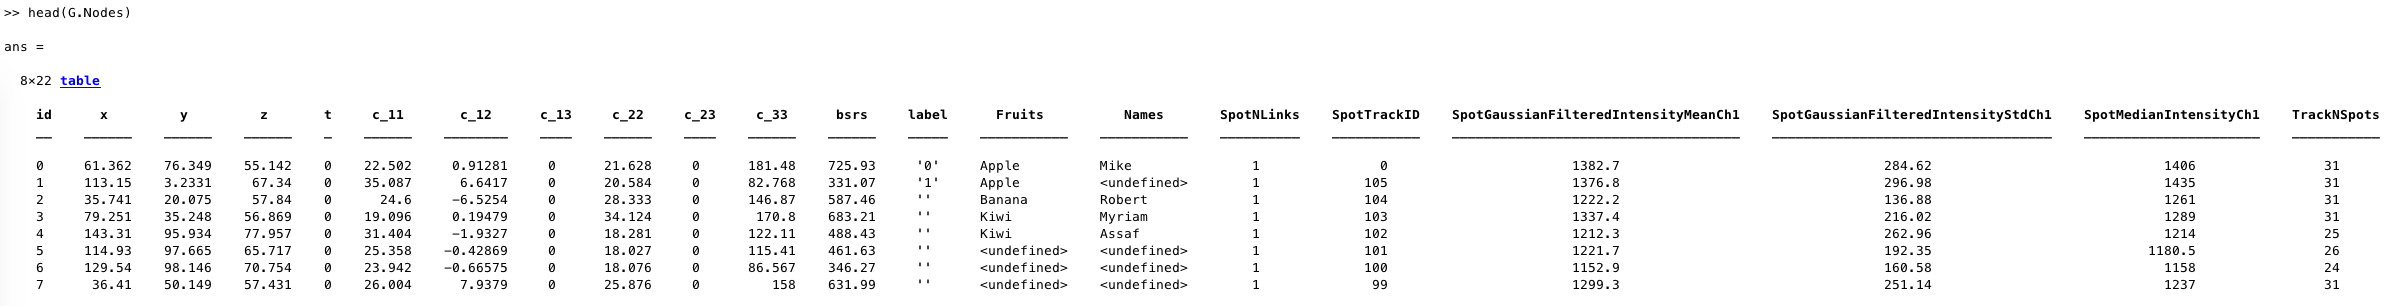 >> head(G.Nodes)
ans =
8×22 table
id x y z t c_11 c_12 c_13 c_22 c_23 c_33 bsrs label Fruits Names SpotNLinks SpotTrackID SpotGaussianFilteredIntensityMeanCh1 SpotGaussianFilteredIntensityStdCh1 SpotMedianIntensityCh1 TrackNSpots
0 61.362 76.349 55.142 0 22.502 0.91281 0 21.628 0 181.48 725.93 '0' Apple Mike 1 0 1382.7 284.62 1406 31
1 113.15 3.2331 67.34 0 35.087 6.6417 0 20.584 0 82.768 331.07 '1' Apple <undefined> 1 105 1376.8 296.98 1435 31
2 35.741 20.075 57.84 0 24.6 −6.5254 0 28.333 0 146.87 587.46 '' Banana Robert 1 104 1222.2 136.88 1261 31
3 79.251 35.248 56.869 0 19.096 0.19479 0 34.124 0 170.8 683.21 '' Kiwi Myriam 1 103 1337.4 216.02 1289 31
4 143.31 95.934 77.957 0 31.404 −1.9327 0 18.281 0 122.11 488.43 '' Kiwi Assaf 1 102 1212.3 262.96 1214 25
5 114.93 97.665 65.717 0 25.358 −0.42869 0 18.027 0 115.41 461.63 '' <undefined> <undefined> 1 101 1221.7 192.35 1180.5 26
6 129.54 98.146 70.754 0 23.942 −0.66575 0 18.076 0 86.567 346.27 '' <undefined> <undefined> 1 100 1152.9 160.58 1158 24
7 36.41 50.149 57.431 0 26.004 7.9379 0 25.876 0 158 631.99 '' <undefined> <undefined> 1 99 1299.3 251.14 1237 31